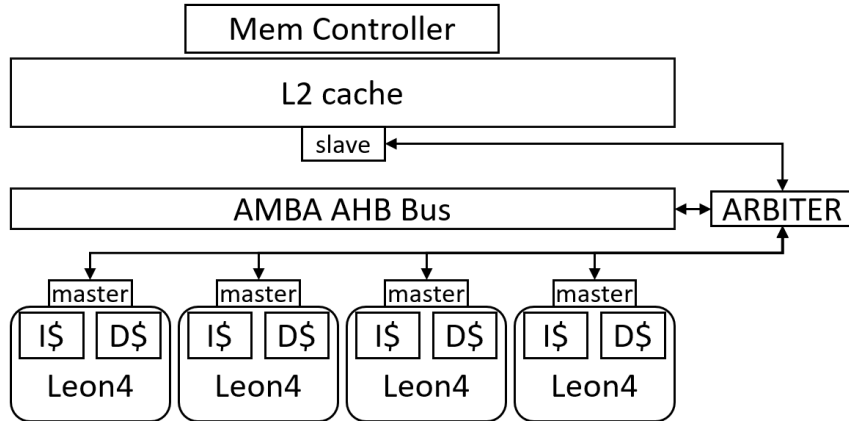 Mem Controller
L2 cache
slave
AMBA AHB Bus
ARBITER
master master master master
I$ D$ I$ D$ I$ D$ I$ D$
Leon4 Leon4 Leon4 Leon4